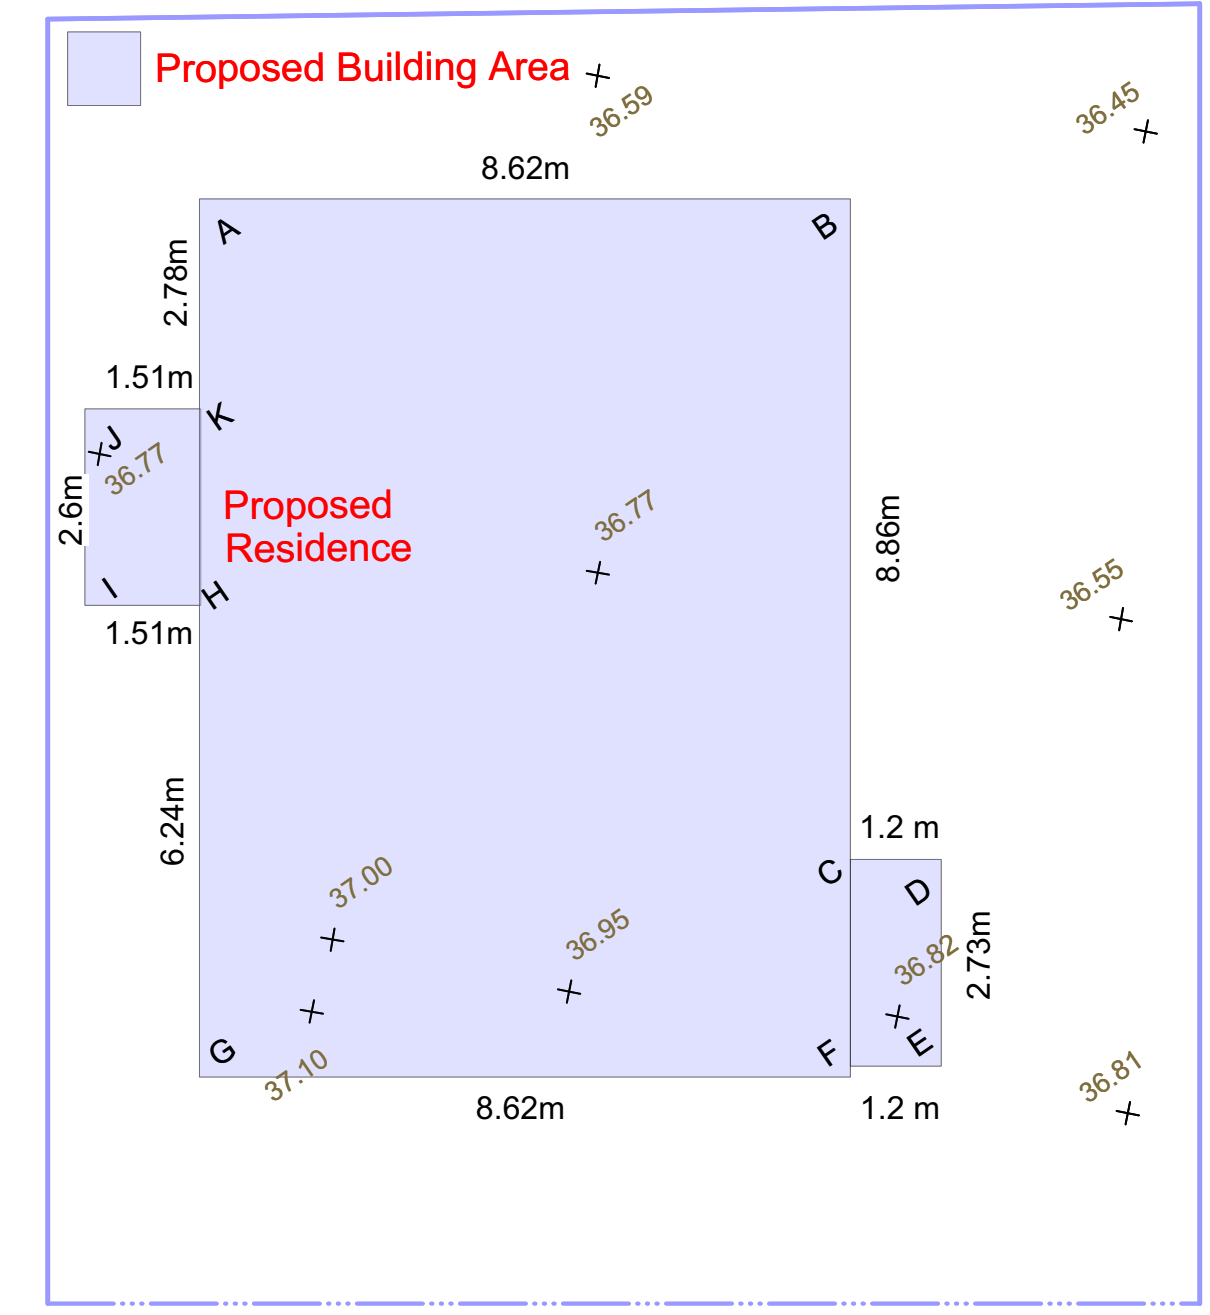 Proposed Building Area
36.59
36.45
8.62m
A
B
2.78m
1.51m
K
J
36.77
2.6m
Proposed
Residence
36.77
8.86m
I
H
36.55
1.51m
6.24m
1.2 m
C
D
37.00
36.95
36.82
2.73m
G
F
E
37.10
36.81
8.62m
1.2 m